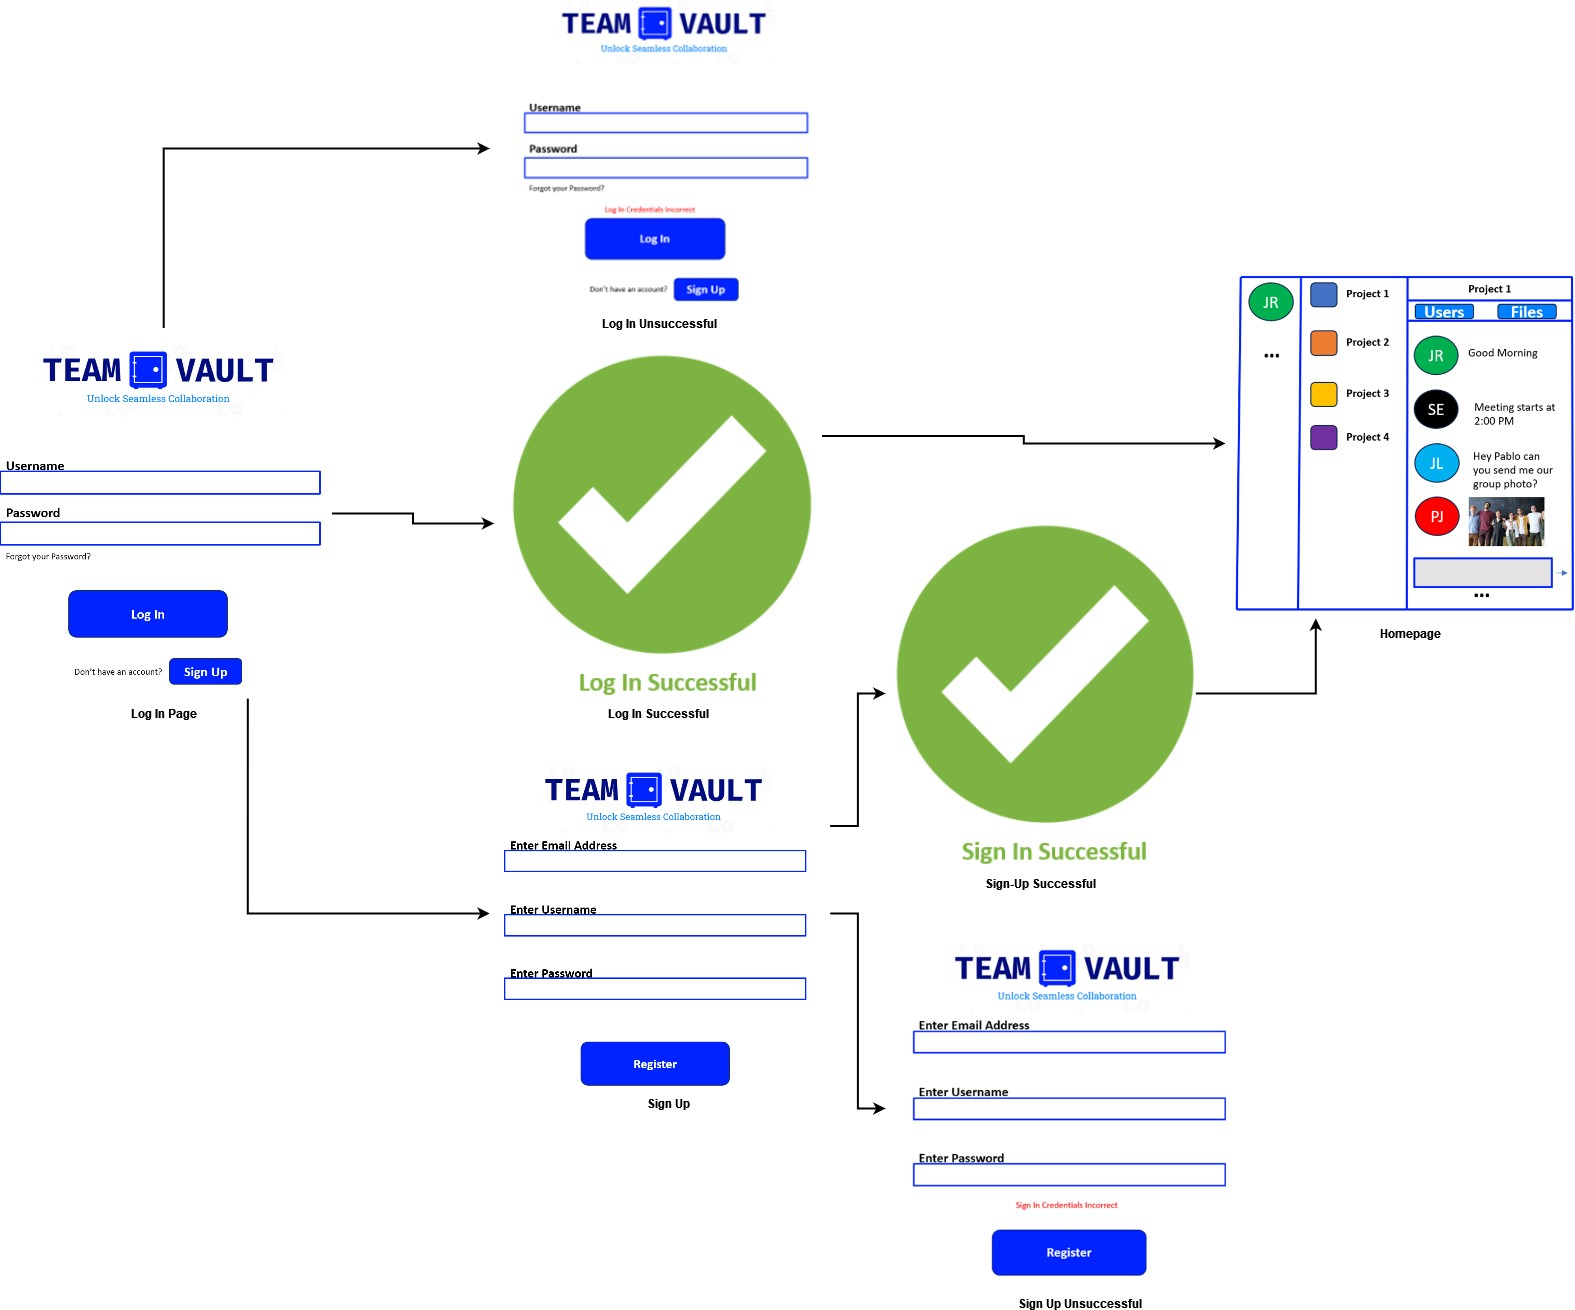 TEAM VAULT
Unlock Seamless Collaboration
Username
Password
Forgot your Password?
Log In Credentials Incorrect
Log In
Don't have an account? Sign Up
Log In Unsuccessful
TEAM VAULT
Unlock Seamless Collaboration
Username
Password
Forgot your Password?
Log In
Don't have an account? Sign Up
Log In Page
Log In Successful
Log In Successful
JR
...
Project 1
Project 2
Project 3
Project 4
Project 1
Users Files
JR Good Morning
SE Meeting starts at
2:00 PM
JL Hey Pablo can
you send me our
group photo?
PJ
...
Homepage
TEAM VAULT
Unlock Seamless Collaboration
Enter Email Address
Enter Username
Enter Password
Register
Sign Up
Sign In Successful
Sign-Up Successful
TEAM VAULT
Unlock Seamless Collaboration
Enter Email Address
Enter Username
Enter Password
Sign In Credentials Incorrect
Register
Sign Up Unsuccessful